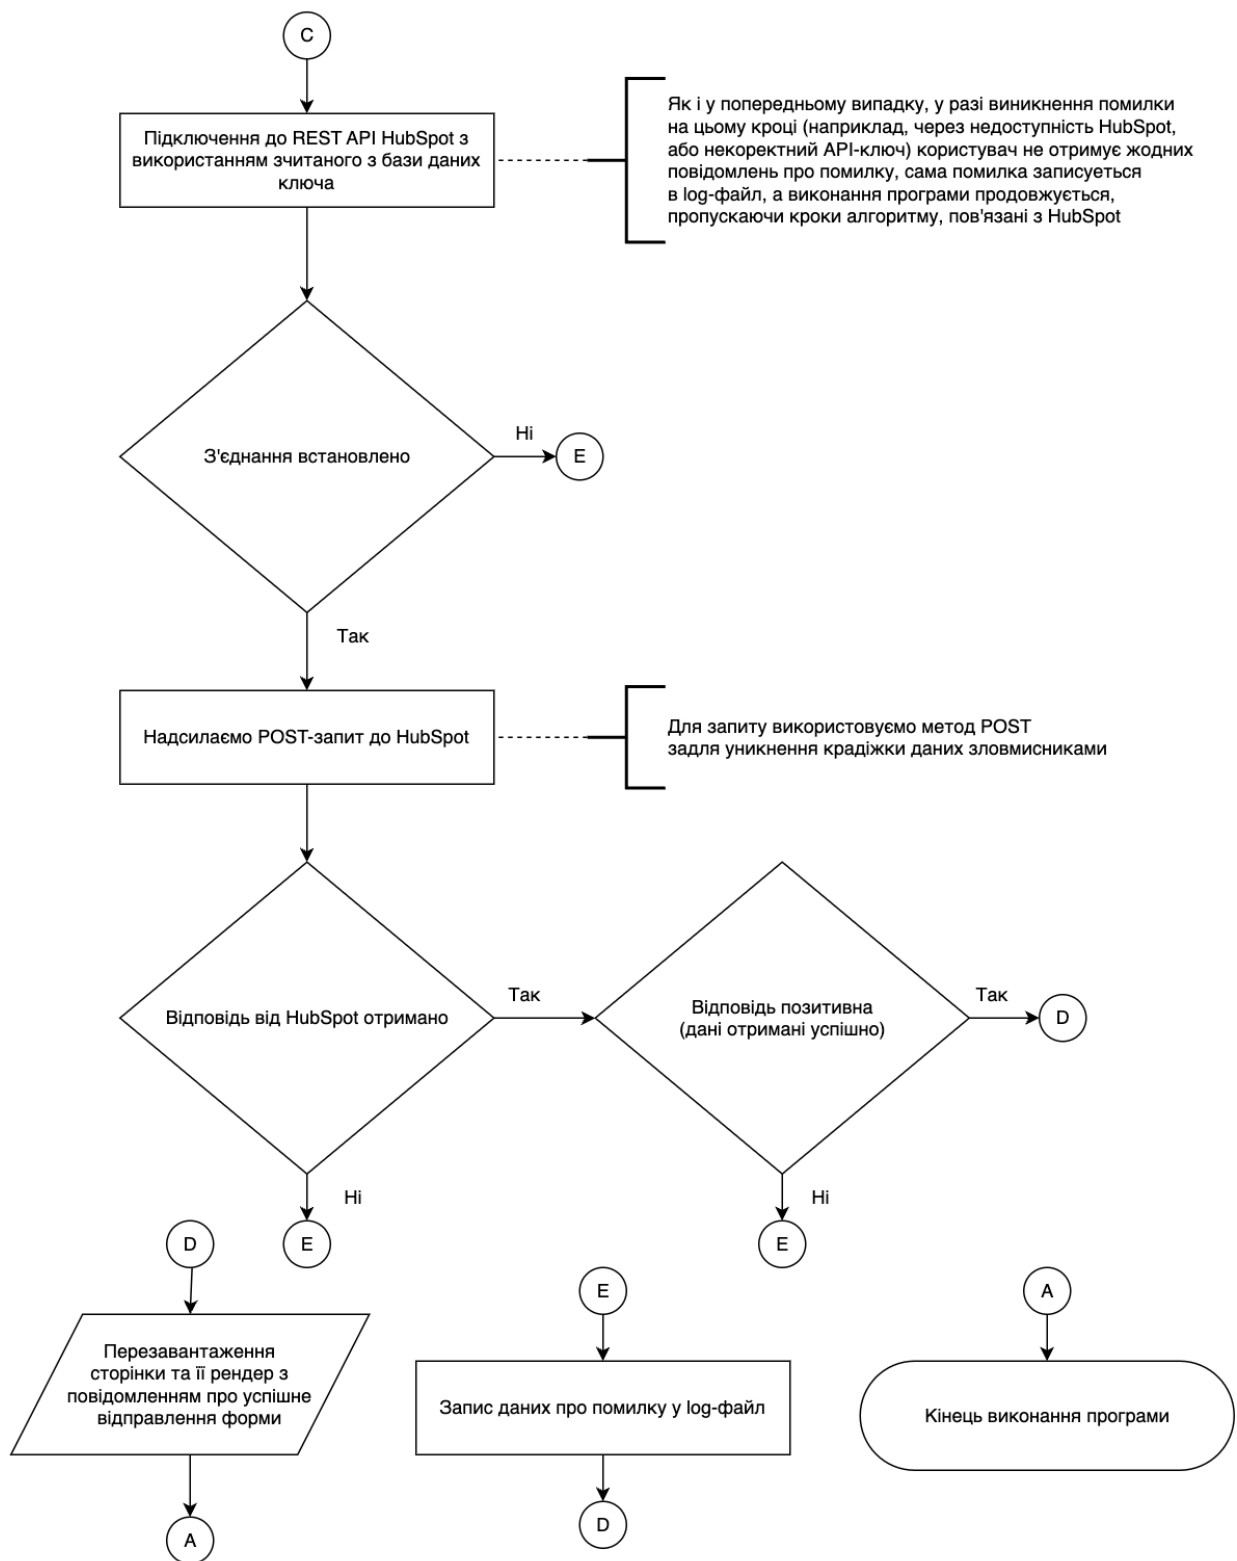 C
Підключення до REST API HubSpot з
використанням зчитаного з бази даних
ключа
Як і у попередньому випадку, у разі виникнення помилки
на цьому кроці (наприклад, через недоступність HubSpot,
або некоректний API-ключ) користувач не отримує жодних
повідомлень про помилку, сама помилка записується
в log-файл, а виконання програми продовжується,
пропускаючи кроки алгоритму, пов'язані з HubSpot
З'єднання встановлено
Ні
E
Так
Надсилаємо POST-запит до HubSpot
Для запиту використовуємо метод POST
задля уникнення крадіжки даних зловмисниками
Відповідь від HubSpot отримано
Так
Відповідь позитивна
(дані отримані успішно)
Так
D
Ні
E
Ні
E
D
Перезавантаження
сторінки та її рендер з
повідомленням про успішне
відправлення форми
A
E
Запис даних про помилку у log-файл
D
A
Кінець виконання програми